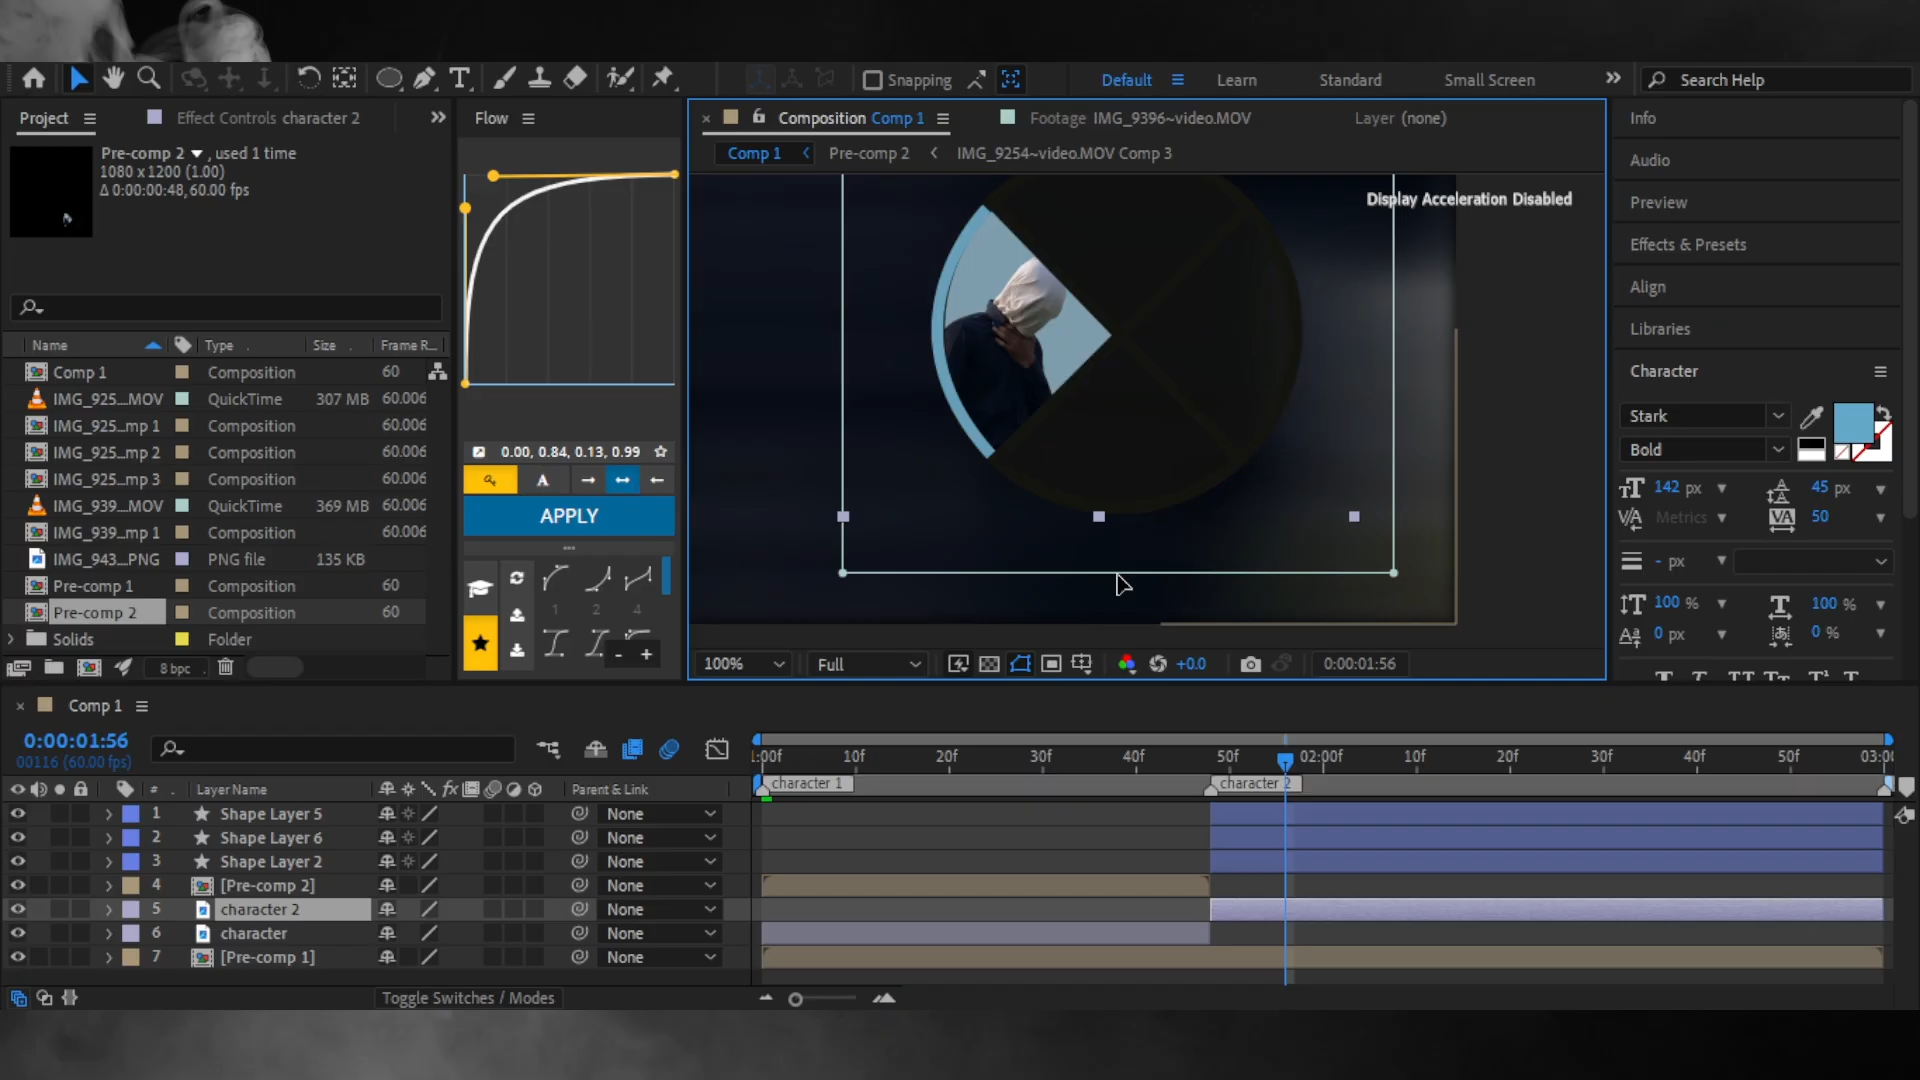 Snapping
Default
Learn
Standard
Small Screen
Search Help
Project
Effect Controls character 2
Flow
Composition Comp 1
Footage IMG_9396~video.MOV
Layer (none)
Info
Pre-comp 2 , used 1 time
1080 x 1200 (1.00)
Δ 0:00:00:48, 60.00 fps
Comp 1
Pre-comp 2
IMG_9254~video.MOV Comp 3
Audio
Display Acceleration Disabled
Preview
Effects & Presets
Align
Libraries
Name Type Size Frame R...
Comp 1 Composition 60
IMG_925...MOV QuickTime 307 MB 60.006
IMG_925...mp 1 Composition 60.006
IMG_925...mp 2 Composition 60.006
IMG_925...mp 3 Composition 60.006
IMG_939...MOV QuickTime 369 MB 60.006
IMG_939...mp 1 Composition 60.006
IMG_943...PNG PNG file 135 KB
Pre-comp 1 Composition 60
Pre-comp 2 Composition 60
Solids Folder
8 bpc
0.00, 0.84, 0.13, 0.99
A
APPLY
1 2 4
- +
Character
Stark
Bold
142 px 45 px
Metrics 50
- px
100 % 100 %
0 px 0 %
100% Full +0.0 0:00:01:56
Comp 1
0:00:01:56
00116 (60.00 fps)
# Layer Name fx Parent & Link
1:00f 10f 20f 30f 40f 50f 02:00f 10f 20f 30f 40f 50f 03:00
character 1 character 2
1 Shape Layer 5 None
2 Shape Layer 6 None
3 Shape Layer 2 None
4 [Pre-comp 2] None
5 character 2 None
6 character None
7 [Pre-comp 1] None
Toggle Switches / Modes